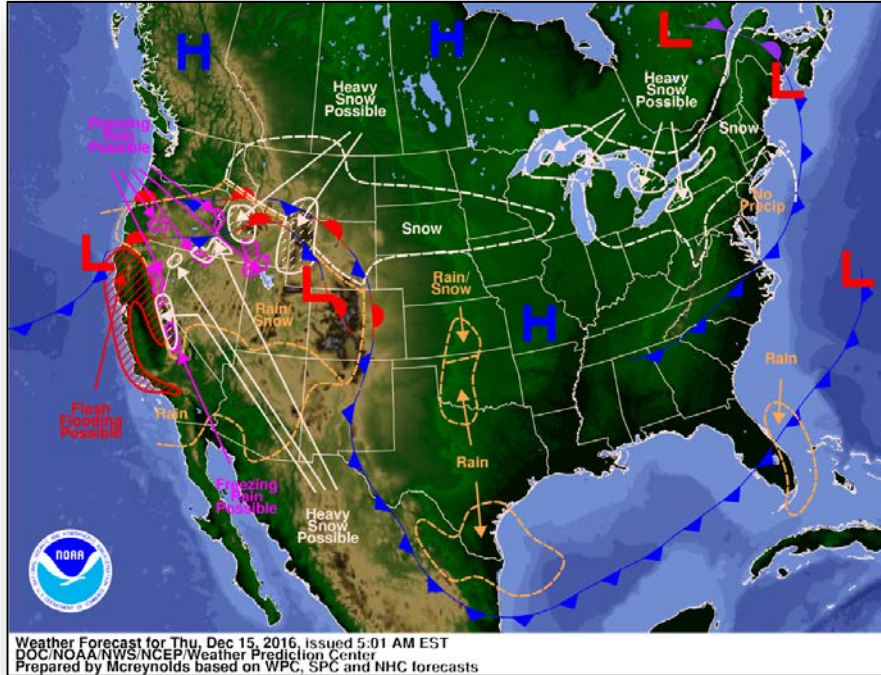 H
H
L
L
Heavy
Snow
Possible
Heavy
Snow
Possible
Freezing
Rain
Possible
Snow
No
Precip
Snow
L
L
L
Rain/
Snow
Rain/
Snow
H
Rain
Flash
Flooding
Possible
Rain
Rain
Freezing
Rain
Possible
Heavy
Snow
Possible
NOAA
Weather Forecast for Thu, Dec 15, 2016, issued 5:01 AM EST
DOC/NOAA/NWS/NCEP/Weather Prediction Center
Prepared by Mcreynolds based on WPC, SPC and NHC forecasts